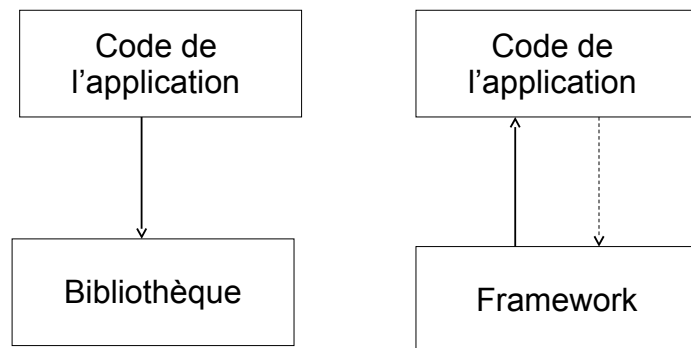 Code de
l’application
Bibliothèque
Code de
l’application
Framework